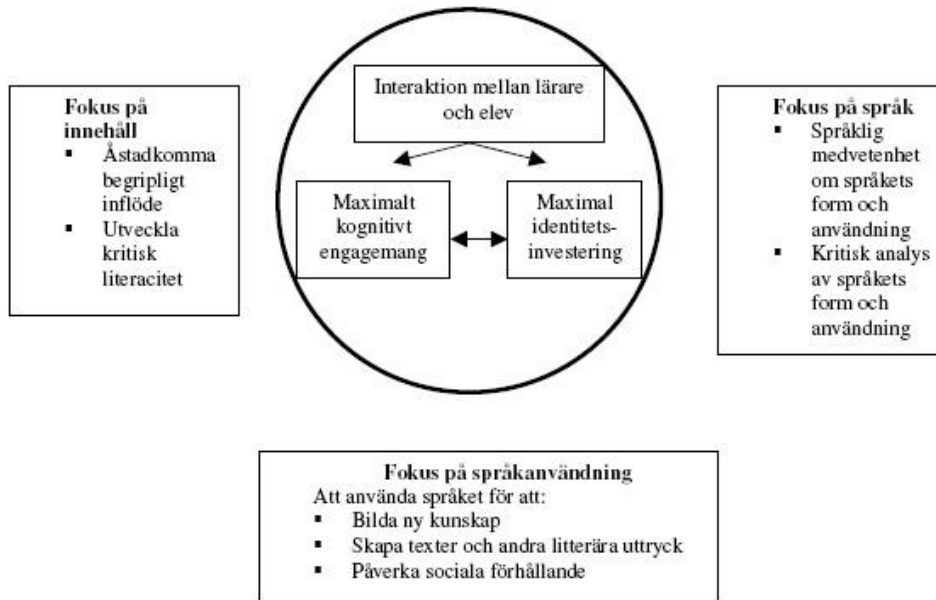 Interaktion mellan lärare
och elev
Maximalt
kognitivt
engagemang
Maximal
identitets-
investering
Fokus på
innehåll
▪ Åstadkomma
begripligt
inflöde
▪ Utveckla
kritisk
literacitet
Fokus på språk
▪ Språklig
medvetenhet
om språkets
form och
användning
▪ Kritisk analys
av språkets
form och
användning
Fokus på språkanvändning
Att använda språket för att:
▪ Bilda ny kunskap
▪ Skapa texter och andra litterära uttryck
▪ Påverka sociala förhållande